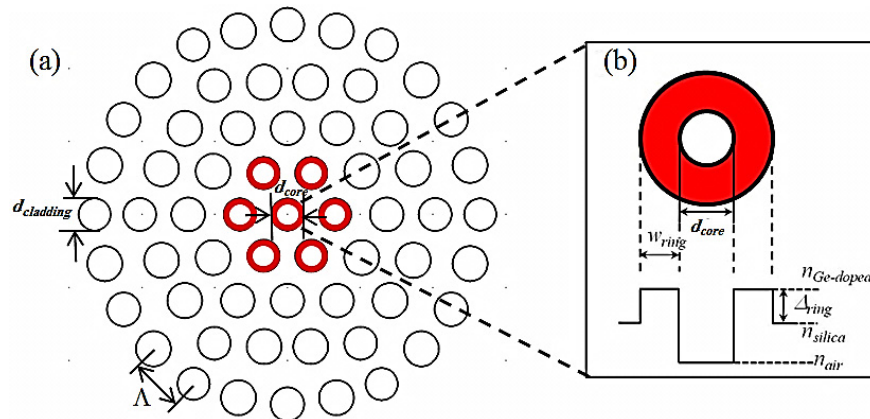 (a)
d_core
d_cladding
Λ
(b)
d_core
w_ring
n_Ge-doped
Δ_ring
n_silica
n_air